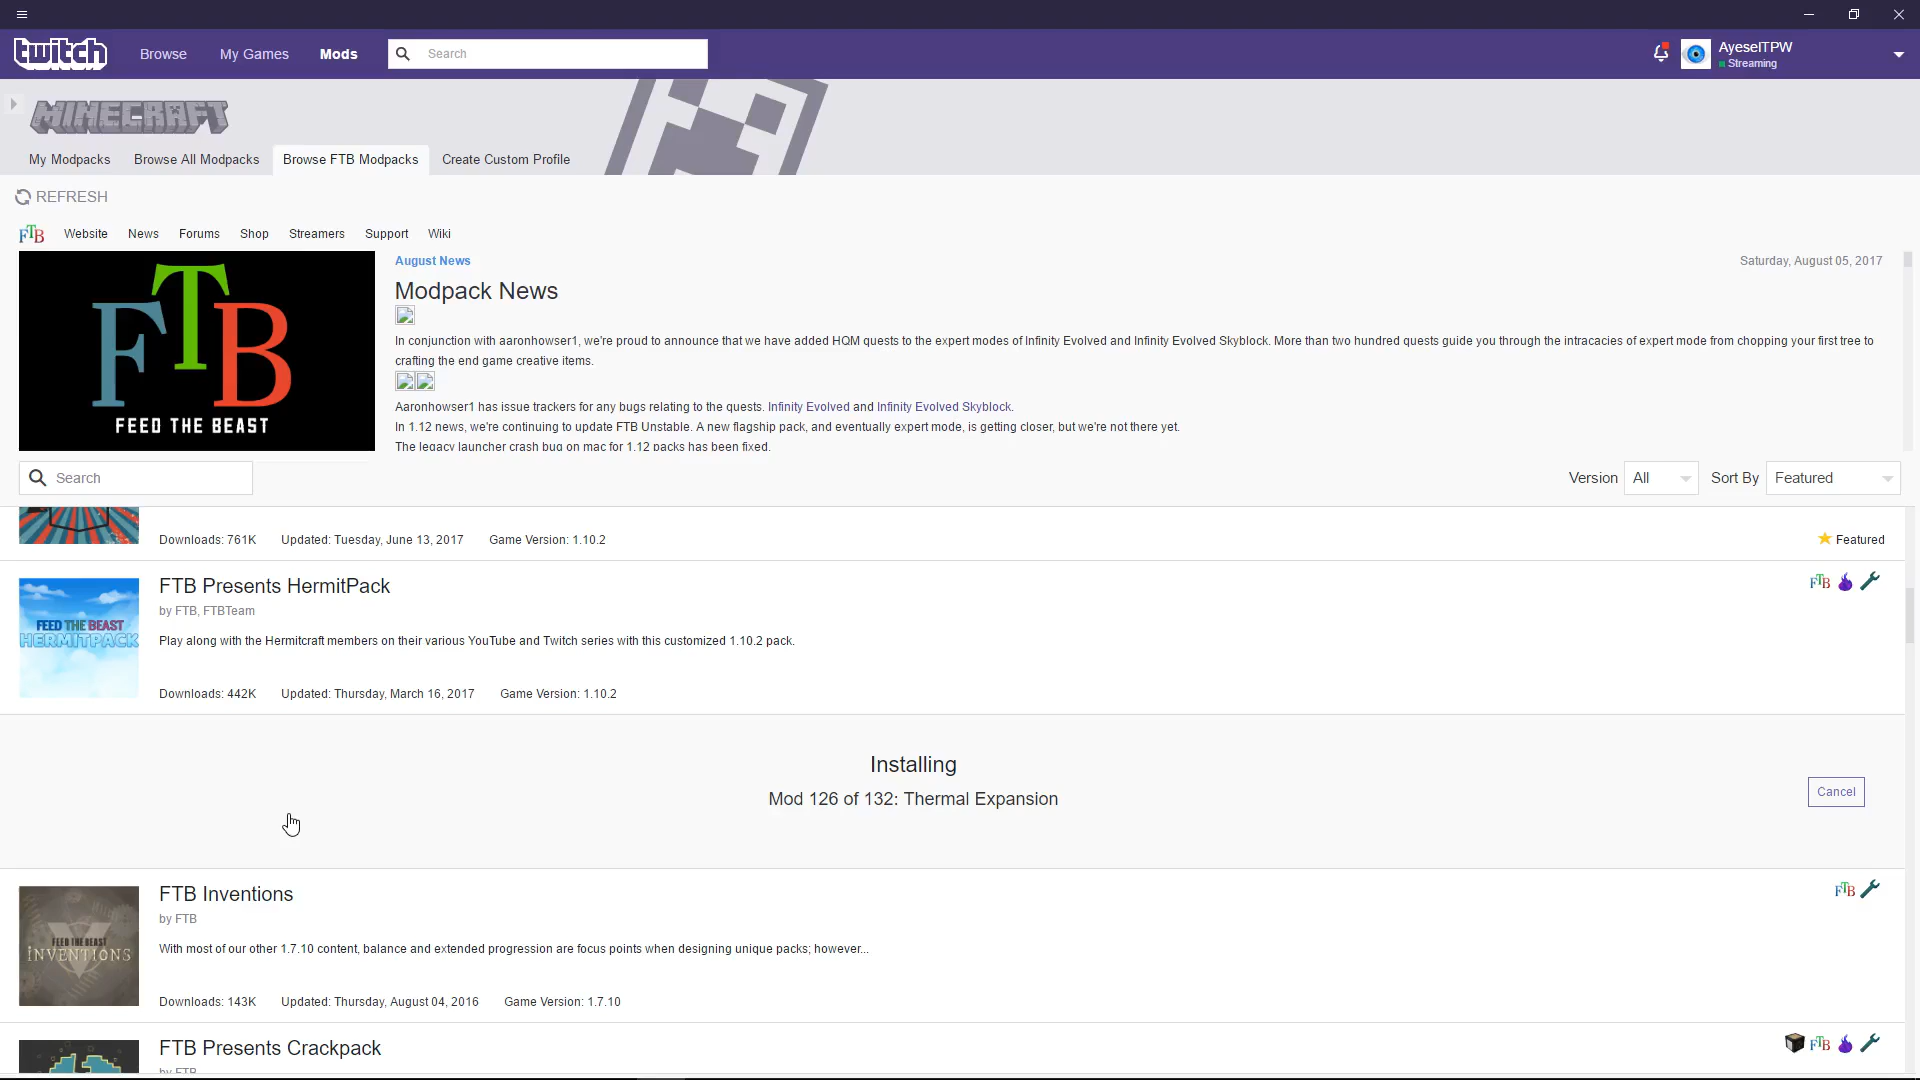 twitch Browse My Games Mods Search AyeselTPW
Streaming
MINECRAFT
My Modpacks Browse All Modpacks Browse FTB Modpacks Create Custom Profile
REFRESH
FTB Website News Forums Shop Streamers Support Wiki
FTB
FEED THE BEAST
August News Saturday, August 05, 2017
Modpack News
In conjunction with aaronhowser1, we're proud to announce that we have added HQM quests to the expert modes of Infinity Evolved and Infinity Evolved Skyblock. More than two hundred quests guide you through the intracacies of expert mode from chopping your first tree to
crafting the end game creative items.
Aaronhowser1 has issue trackers for any bugs relating to the quests. Infinity Evolved and Infinity Evolved Skyblock.
In 1.12 news, we're continuing to update FTB Unstable. A new flagship pack, and eventually expert mode, is getting closer, but we're not there yet.
The legacy launcher crash bug on mac for 1.12 packs has been fixed.
Search Version All Sort By Featured
Downloads: 761K Updated: Tuesday, June 13, 2017 Game Version: 1.10.2 Featured
FEED THE BEAST
HERMITPACK
FTB Presents HermitPack FTB
by FTB, FTBTeam
Play along with the Hermitcraft members on their various YouTube and Twitch series with this customized 1.10.2 pack.
Downloads: 442K Updated: Thursday, March 16, 2017 Game Version: 1.10.2
Installing
Mod 126 of 132: Thermal Expansion
Cancel
FEED THE BEAST
INVENTIONS
FTB Inventions FTB
by FTB
With most of our other 1.7.10 content, balance and extended progression are focus points when designing unique packs; however...
Downloads: 143K Updated: Thursday, August 04, 2016 Game Version: 1.7.10
FTB Presents Crackpack FTB
by FTB